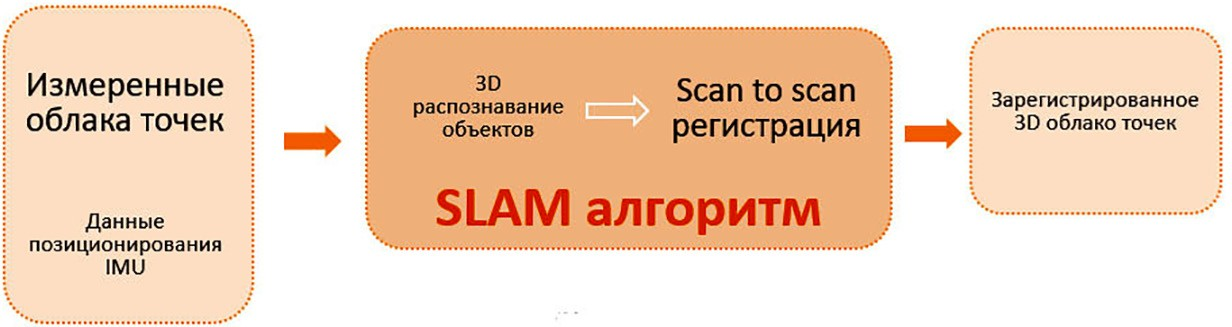 Измеренные
облака точек
Данные
позиционирования
IMU
3D
распознавание
объектов
Scan to scan
регистрация
SLAM алгоритм
Зарегистрированное
3D облако точек